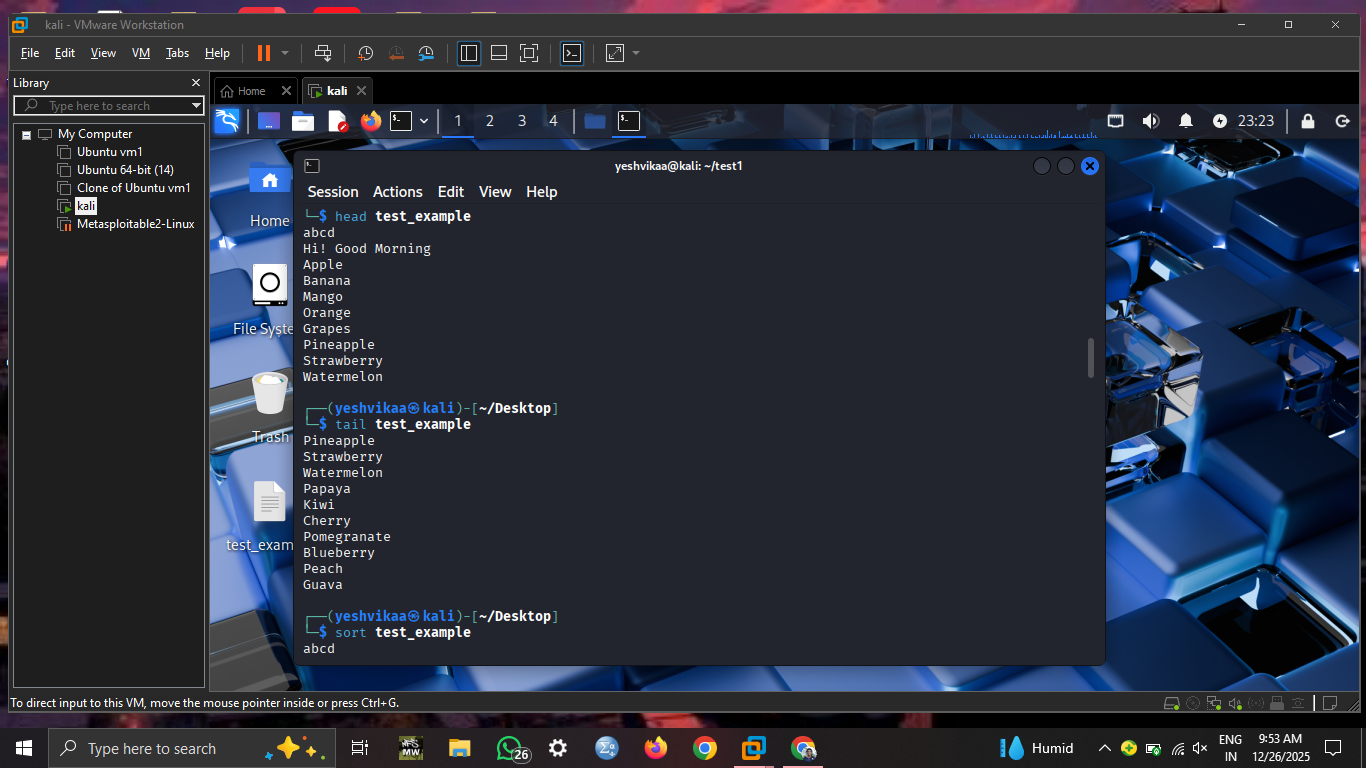 kali - VMware Workstation
File Edit View VM Tabs Help
Library
Type here to search
My Computer
Ubuntu vm1
Ubuntu 64-bit (14)
Clone of Ubuntu vm1
kali
Metasploitable2-Linux
Home kali
1 2 3 4 23:23
Home
File Syste
Trash
test_exam
yeshvikaa@kali: ~/test1
Session Actions Edit View Help
└─$ head test_example
abcd
Hi! Good Morning
Apple
Banana
Mango
Orange
Grapes
Pineapple
Strawberry
Watermelon
┌──(yeshvikaa㉿kali)-[~/Desktop]
└─$ tail test_example
Pineapple
Strawberry
Watermelon
Papaya
Kiwi
Cherry
Pomegranate
Blueberry
Peach
Guava
┌──(yeshvikaa㉿kali)-[~/Desktop]
└─$ sort test_example
abcd
To direct input to this VM, move the mouse pointer inside or press Ctrl+G.
Type here to search
MW
26
Humid
ENG
IN
9:53 AM
12/26/2025